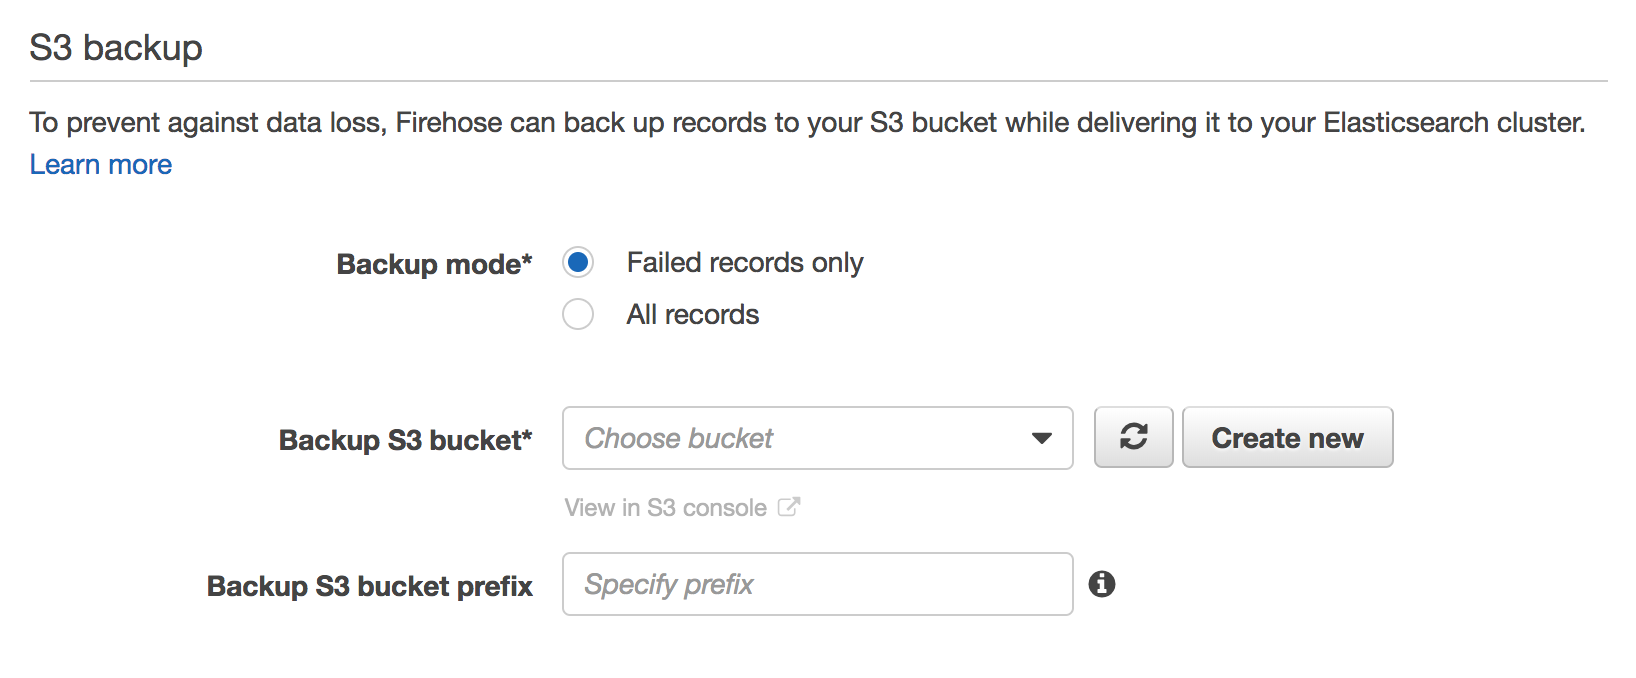 S3 backup
To prevent against data loss, Firehose can back up records to your S3 bucket while delivering it to your Elasticsearch cluster.
Learn more
Backup mode*
Failed records only
All records
Backup S3 bucket*
Choose bucket
Create new
View in S3 console
Backup S3 bucket prefix
Specify prefix